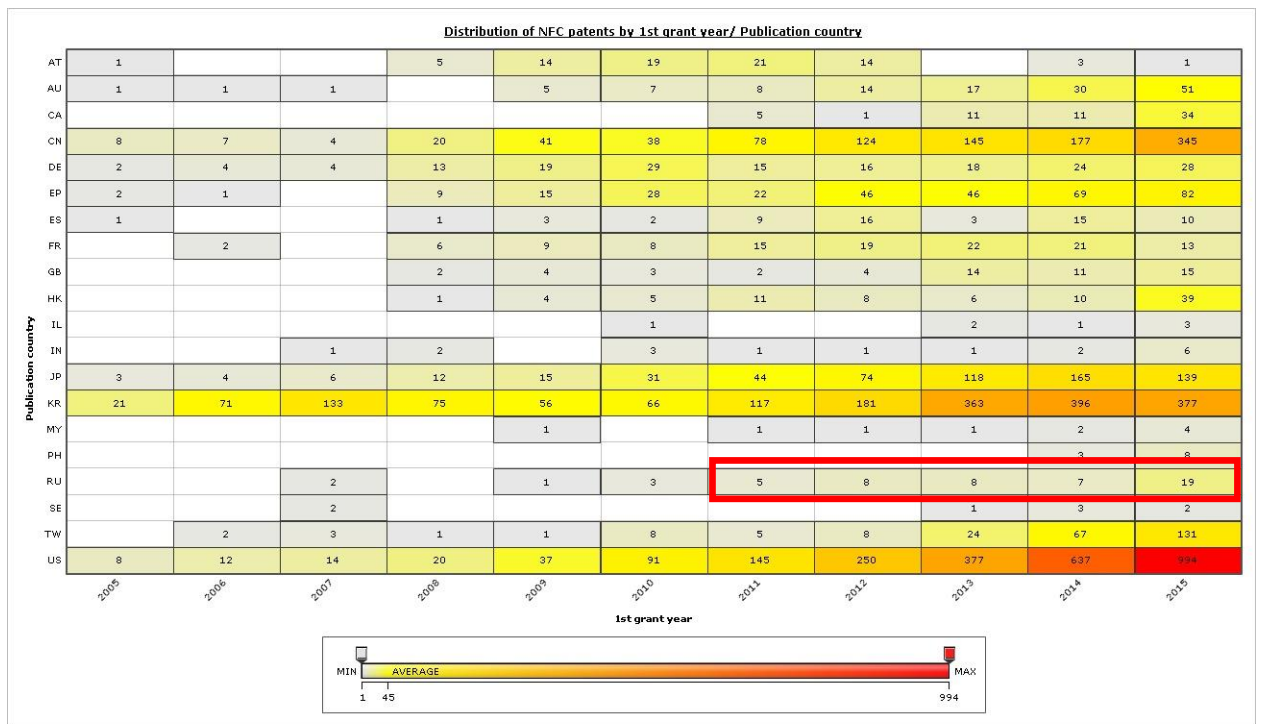 Distribution of NFC patents by 1st grant year/ Publication country
AT 1 5 14 19 21 14 3 1
AU 1 1 1 5 7 8 14 17 30 51
CA 5 1 11 11 34
CN 8 7 4 20 41 38 78 124 145 177 345
DE 2 4 4 13 19 29 15 16 18 24 28
EP 2 1 9 15 28 22 46 46 69 82
ES 1 1 3 2 9 16 3 15 10
FR 2 6 9 8 15 19 22 21 13
GB 2 4 3 2 4 14 11 15
HK 1 4 5 11 8 6 10 39
IL 1 2 1 3
IN 1 2 3 1 1 1 2 6
JP 3 4 6 12 15 31 44 74 118 165 139
KR 21 71 133 75 56 66 117 181 363 396 377
MY 1 1 1 1 2 4
PH 3 8
RU 2 1 3 5 8 8 7 19
SE 2 1 3 2
TW 2 3 1 1 8 5 8 24 67 131
US 8 12 14 20 37 91 145 250 377 637 994
Publication country
2005 2006 2007 2008 2009 2010 2011 2012 2013 2014 2015
1st grant year
MIN AVERAGE MAX
1 45 994